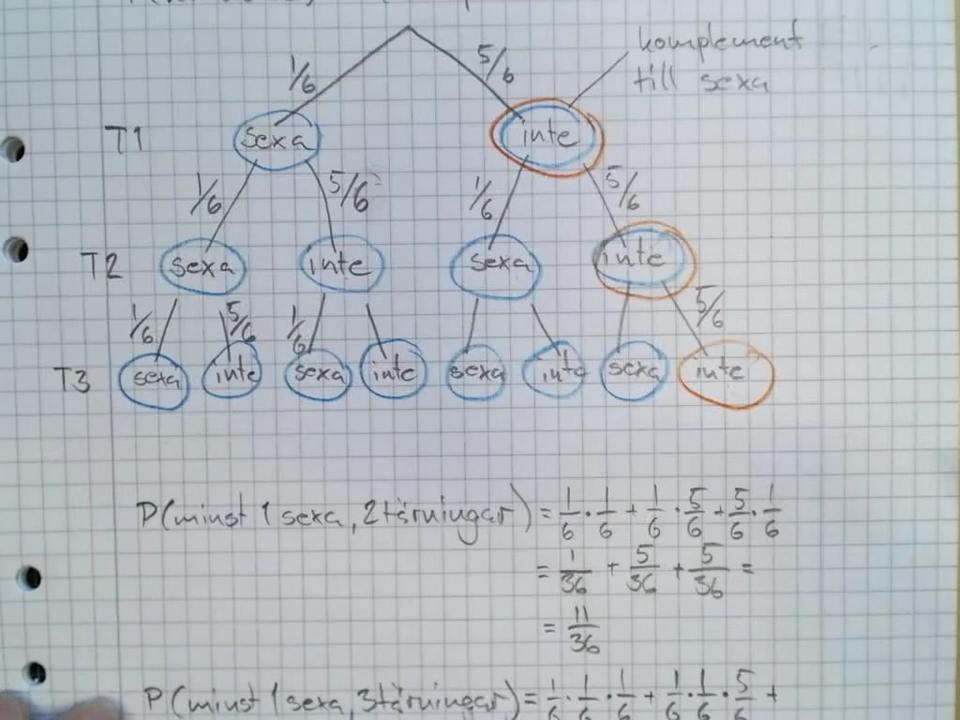 komplement
1/6 5/6
till sexa
T1 sexa inte
1/6 5/6 1/6 5/6
T2 sexa inte sexa inte
1/6 5/6 1/6 5/6
T3 sexa inte sexa inte sexa inte sexa inte
P(minst 1 sexa, 2 tärningar) = 1/6 · 1/6 + 1/6 · 5/6 + 5/6 · 1/6
= 1/36 + 5/36 + 5/36 =
= 11/36
P(minst 1 sexa, 3 tärningar) = 1/6 · 1/6 · 1/6 + 1/6 · 1/6 · 5/6 +